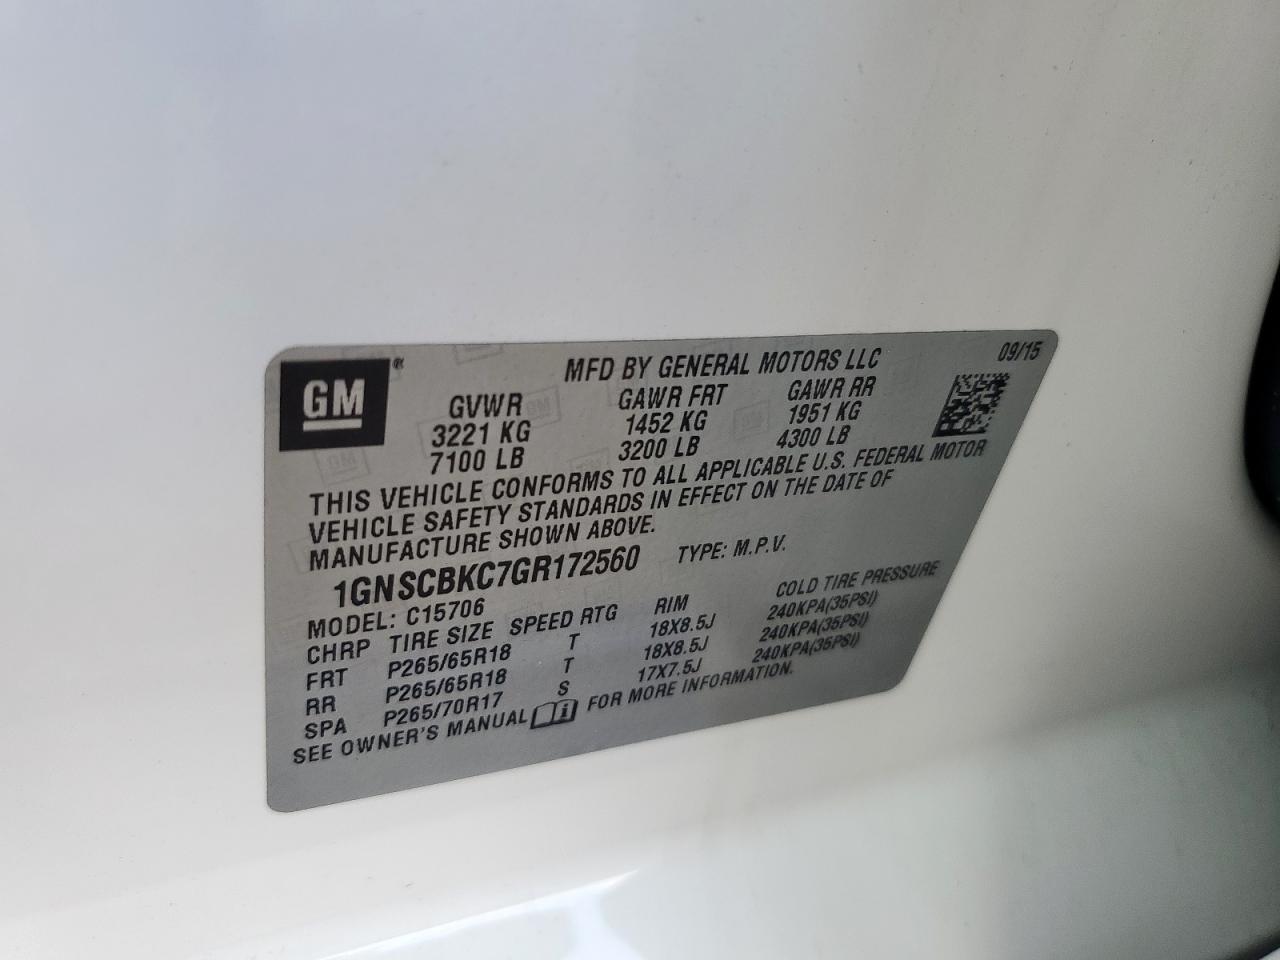 GM®
MFD BY GENERAL MOTORS LLC 09/15
GVWR GAWR FRT GAWR RR
3221 KG 1452 KG 1951 KG
7100 LB 3200 LB 4300 LB
THIS VEHICLE CONFORMS TO ALL APPLICABLE U.S. FEDERAL MOTOR
VEHICLE SAFETY STANDARDS IN EFFECT ON THE DATE OF
MANUFACTURE SHOWN ABOVE.
1GNSCBKC7GR172560 TYPE: M.P.V.
MODEL: C15706
CHRP TIRE SIZE SPEED RTG RIM COLD TIRE PRESSURE
FRT P265/65R18 T 18X8.5J 240KPA(35PSI)
RR P265/65R18 T 18X8.5J 240KPA(35PSI)
SPA P265/70R17 S 17X7.5J 240KPA(35PSI)
SEE OWNER'S MANUAL i FOR MORE INFORMATION.